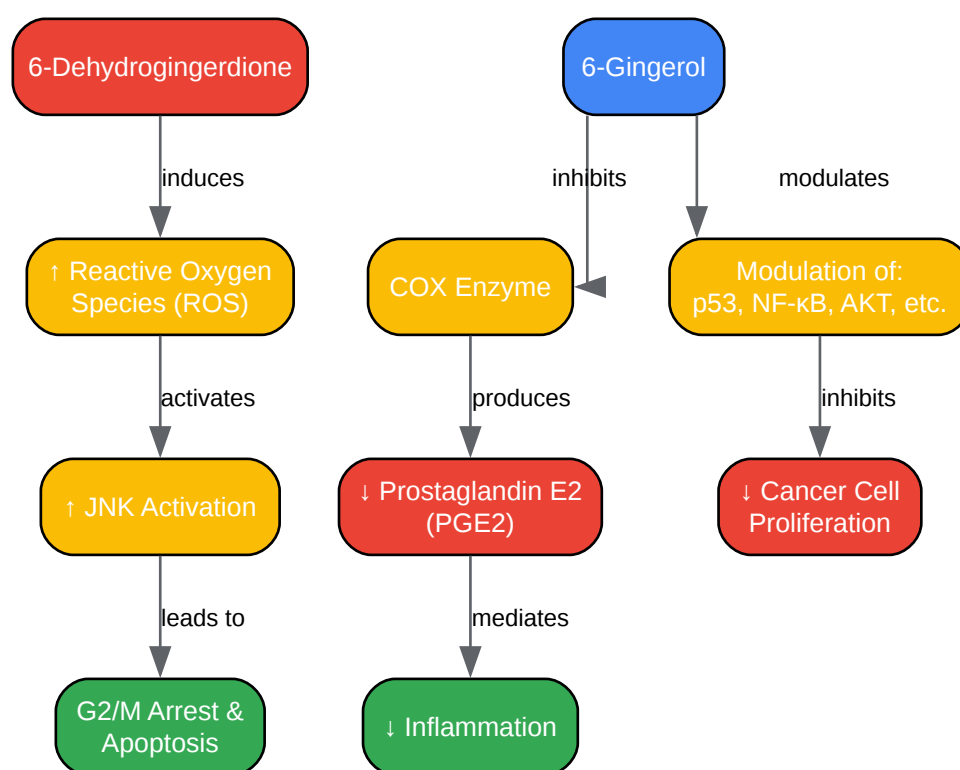 6-Dehydrogingerdione
6-Gingerol
induces
inhibits
modulates
↑ Reactive Oxygen
Species (ROS)
COX Enzyme
Modulation of:
p53, NF-κB, AKT, etc.
activates
produces
inhibits
↑ JNK Activation
↓ Prostaglandin E2
(PGE2)
↓ Cancer Cell
Proliferation
leads to
mediates
G2/M Arrest &
Apoptosis
↓ Inflammation